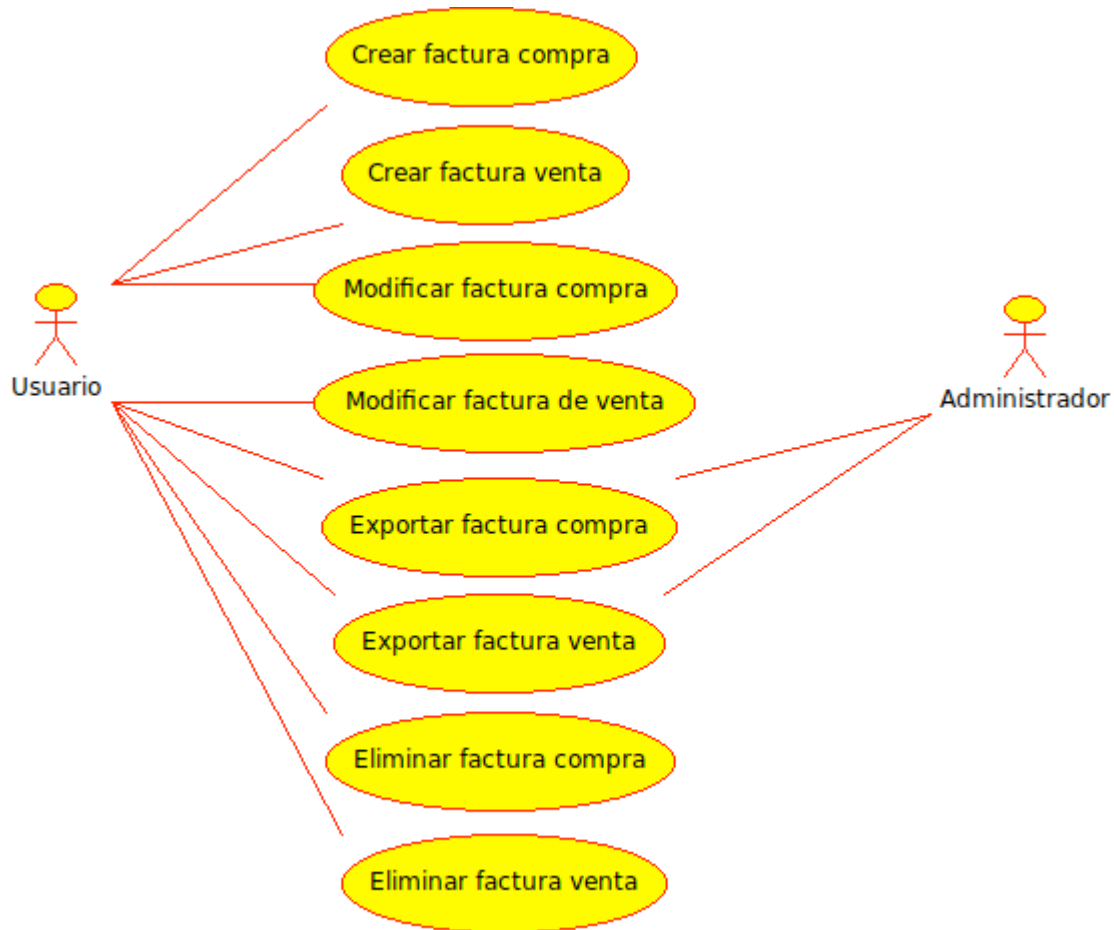 Crear factura compra
Crear factura venta
Modificar factura compra
Usuario
Modificar factura de venta
Administrador
Exportar factura compra
Exportar factura venta
Eliminar factura compra
Eliminar factura venta